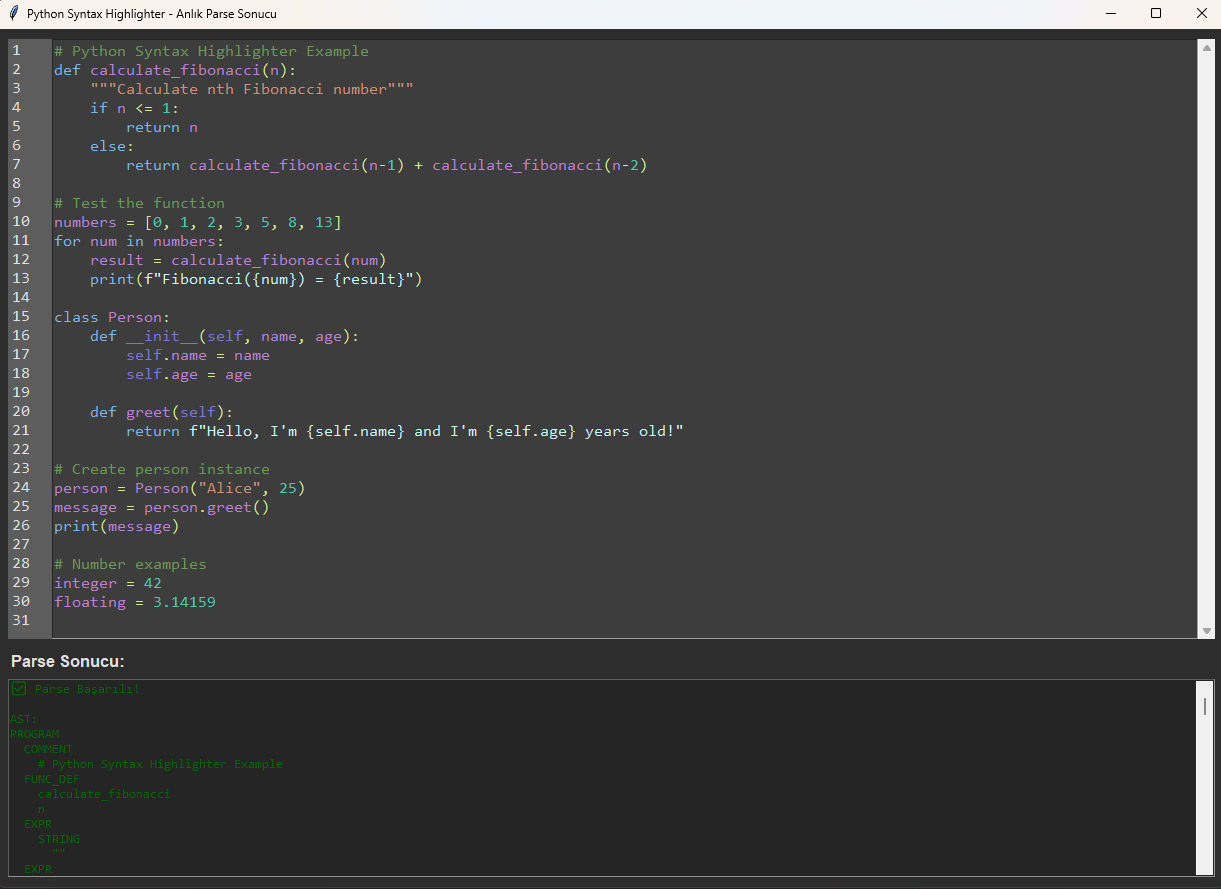 Python Syntax Highlighter - Anlık Parse Sonucu
1 # Python Syntax Highlighter Example
2 def calculate_fibonacci(n):
3     """Calculate nth Fibonacci number"""
4     if n <= 1:
5         return n
6     else:
7         return calculate_fibonacci(n-1) + calculate_fibonacci(n-2)
8
9 # Test the function
10 numbers = [0, 1, 2, 3, 5, 8, 13]
11 for num in numbers:
12     result = calculate_fibonacci(num)
13     print(f"Fibonacci({num}) = {result}")
14
15 class Person:
16     def __init__(self, name, age):
17         self.name = name
18         self.age = age
19
20     def greet(self):
21         return f"Hello, I'm {self.name} and I'm {self.age} years old!"
22
23 # Create person instance
24 person = Person("Alice", 25)
25 message = person.greet()
26 print(message)
27
28 # Number examples
29 integer = 42
30 floating = 3.14159
31
Parse Sonucu:
Parse Başarılı!
AST:
PROGRAM
  COMMENT
    # Python Syntax Highlighter Example
  FUNC_DEF
    calculate_fibonacci
    n
  EXPR
    STRING
      ""
  EXPR